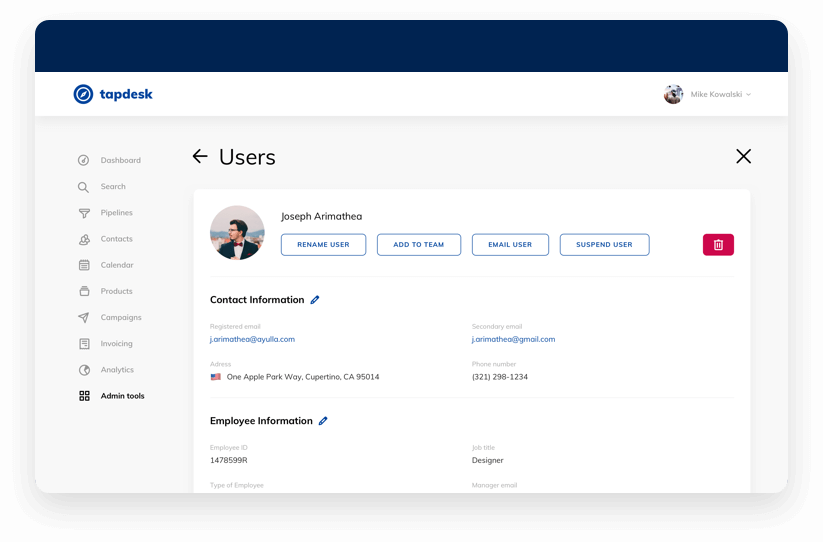 tapdesk
Mike Kowalski
Dashboard
Search
Pipelines
Contacts
Calendar
Products
Campaigns
Invoicing
Analytics
Admin tools
Users
Joseph Arimathea
RENAME USER ADD TO TEAM EMAIL USER SUSPEND USER
Contact Information
Registered email Secondary email
j.arimathea@ayulla.com j.arimathea@gmail.com
Adress Phone number
One Apple Park Way, Cupertino, CA 95014 (321) 298-1234
Employee Information
Employee ID Job title
1478599R Designer
Type of Employee Manager email